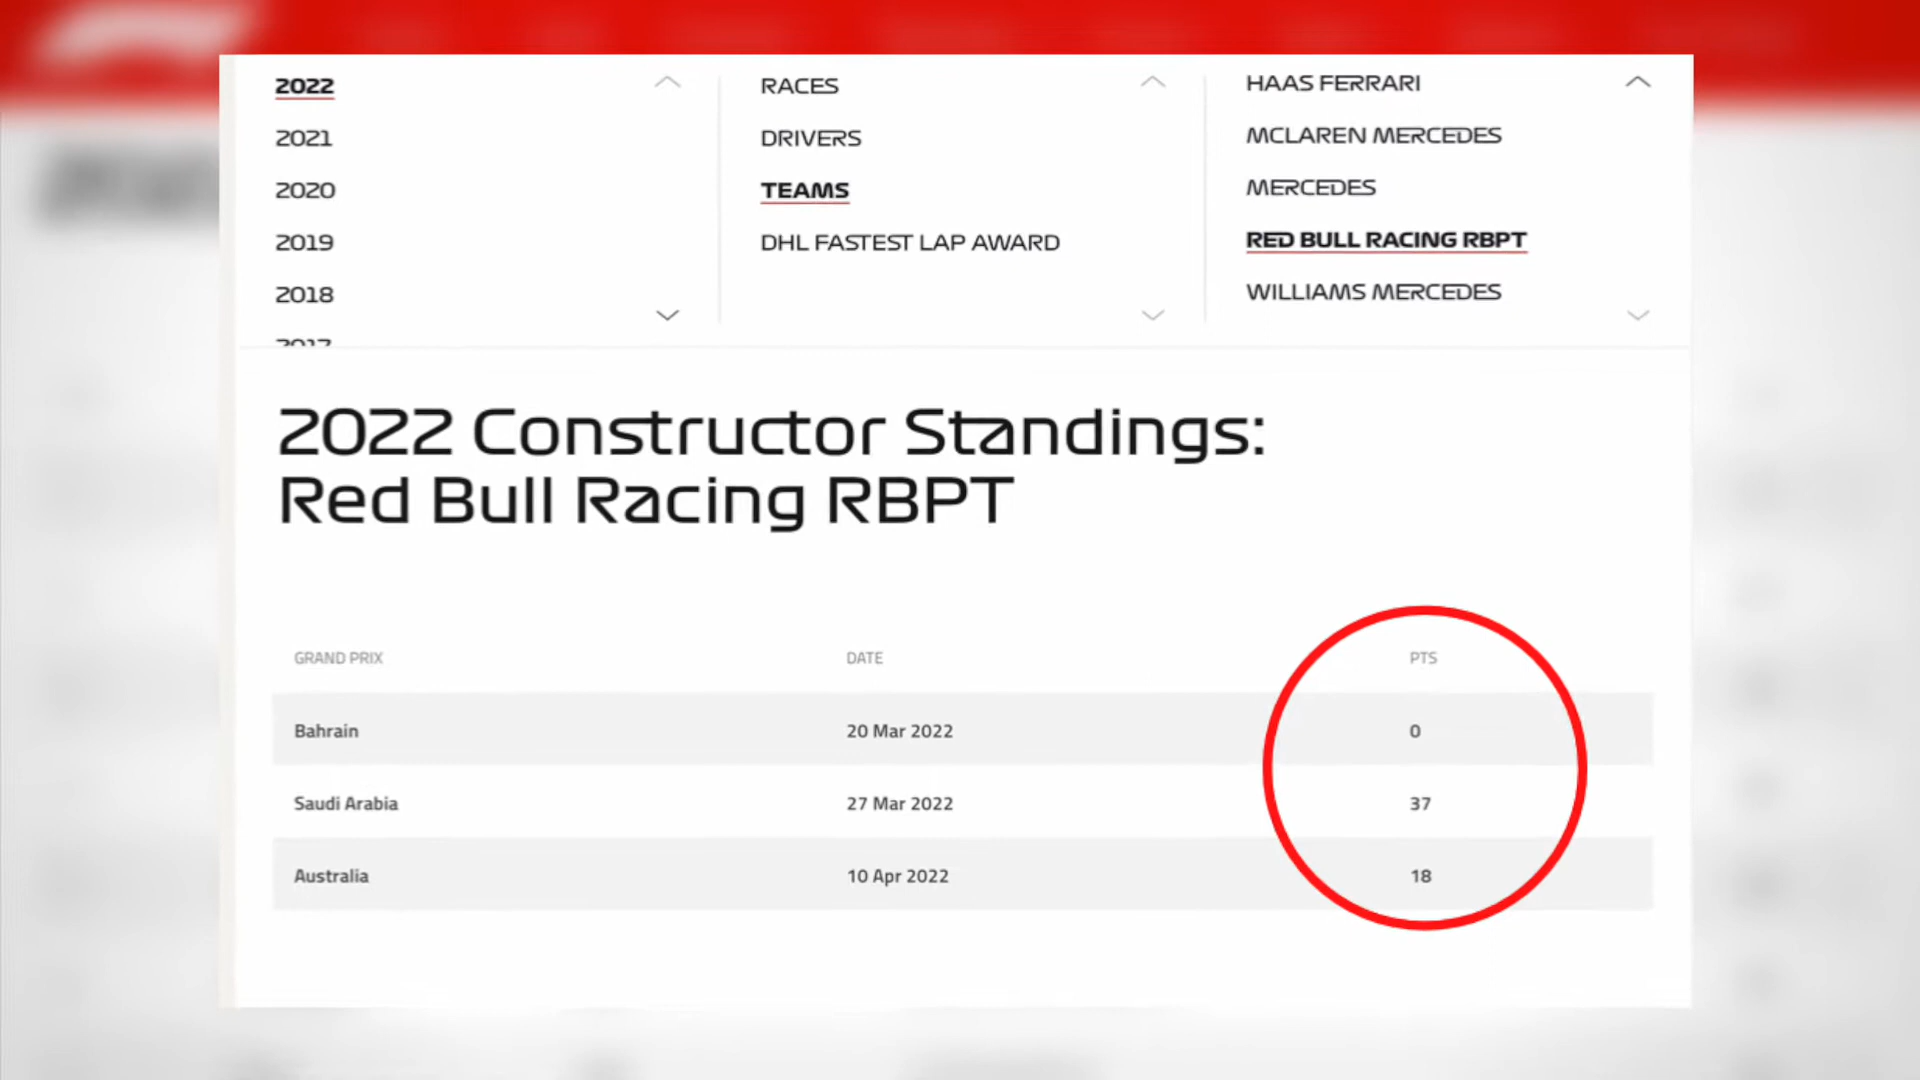 2022
2021
2020
2019
2018
2017
RACES
DRIVERS
TEAMS
DHL FASTEST LAP AWARD
HAAS FERRARI
MCLAREN MERCEDES
MERCEDES
RED BULL RACING RBPT
WILLIAMS MERCEDES
2022 Constructor Standings:
Red Bull Racing RBPT
GRAND PRIX DATE PTS
Bahrain 20 Mar 2022 0
Saudi Arabia 27 Mar 2022 37
Australia 10 Apr 2022 18